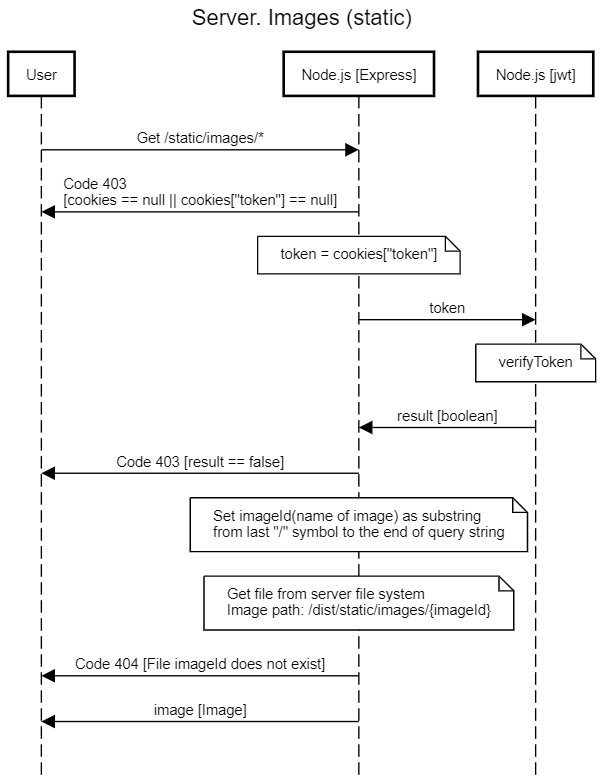 Server. Images (static)
User
Node.js [Express]
Node.js [jwt]
Get /static/images/*
Code 403
[cookies == null || cookies["token"] == null]
token = cookies["token"]
token
verifyToken
result [boolean]
Code 403 [result == false]
Set imageId(name of image) as substring
from last "/" symbol to the end of query string
Get file from server file system
Image path: /dist/static/images/{imageId}
Code 404 [File imageId does not exist]
image [Image]